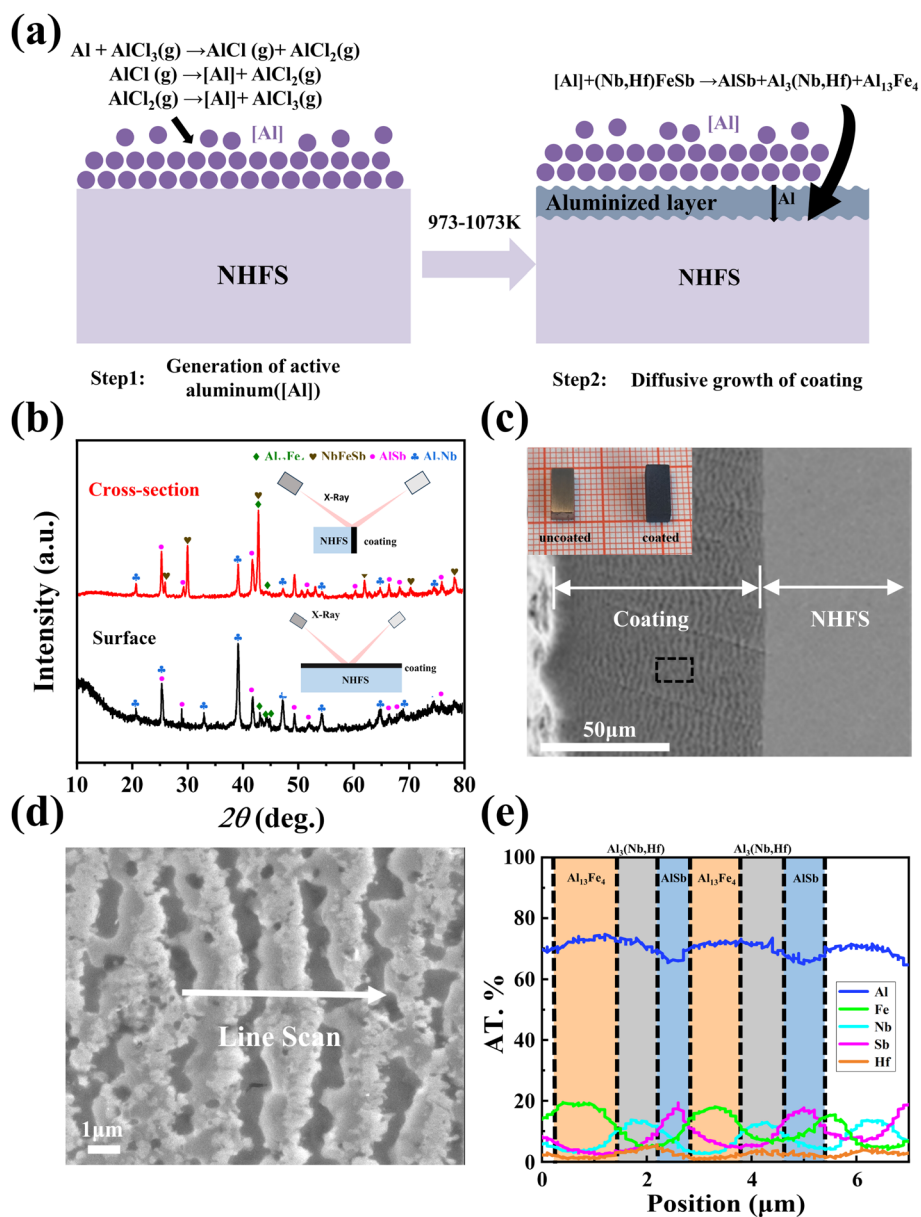 (a)
Al + AlCl₃(g) →AlCl (g)+ AlCl₂(g)
AlCl (g) →[Al]+ AlCl₂(g)
AlCl₂(g) →[Al]+ AlCl₃(g)
[Al]
NHFS
Step1:
Generation of active
aluminum([Al])
973-1073K
[Al]+(Nb,Hf)FeSb →AlSb+Al₃(Nb,Hf)+Al₁₃Fe₄
[Al]
Aluminized layer
Al
NHFS
Step2: Diffusive growth of coating
(b)
NbFeSb AlSb
Cross-section
X-Ray
NHFS
coating
Surface
X-Ray
NHFS
coating
Intensity (a.u.)
10 20 30 40 50 60 70 80
2θ (deg.)
(c)
uncoated
coated
Coating
NHFS
50μm
(d)
Line Scan
1μm
(e)
Al₃(Nb,Hf) Al₃(Nb,Hf)
Al₁₃Fe₄ AlSb Al₁₃Fe₄ AlSb
100
80
60
40
20
0
AT. %
Al
Fe
Nb
Sb
Hf
0 2 4 6
Position (μm)